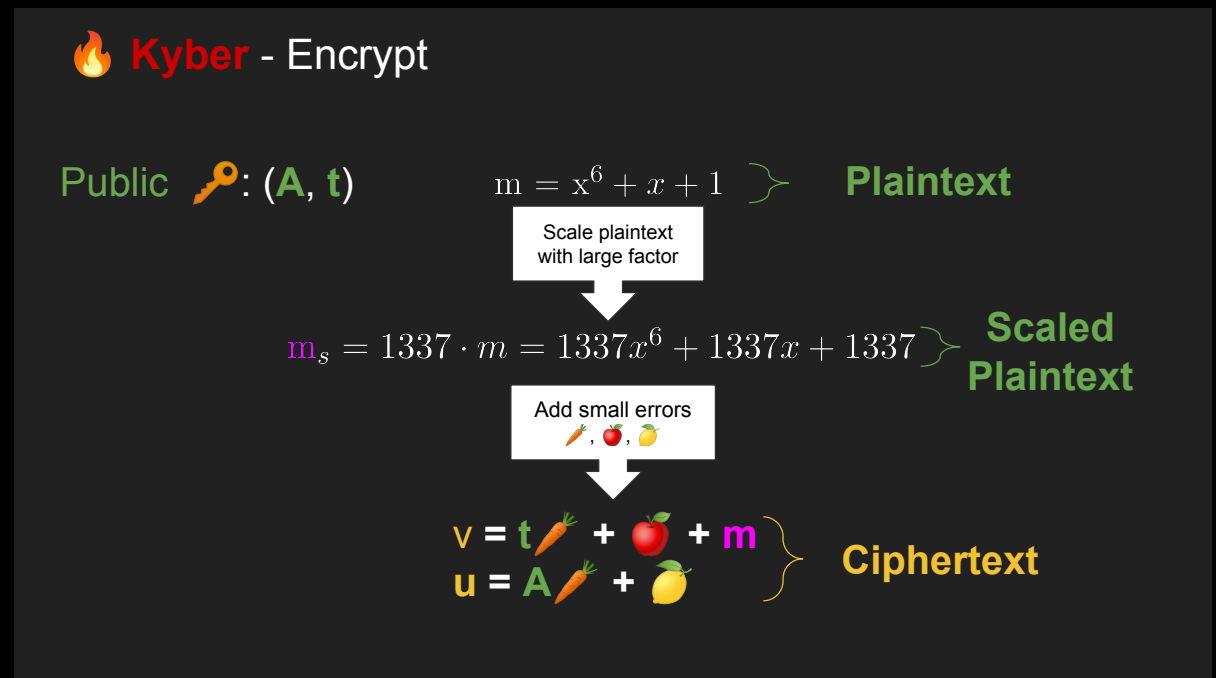 🔥 Kyber - Encrypt
Public 🔑: (A, t)
m = x⁶ + x + 1
Plaintext
Scale plaintext
with large factor
mₛ = 1337 · m = 1337x⁶ + 1337x + 1337
Scaled
Plaintext
Add small errors
🥕, 🍎, 🍋
v = t🥕 + 🍎 + m
u = A🥕 + 🍋
Ciphertext